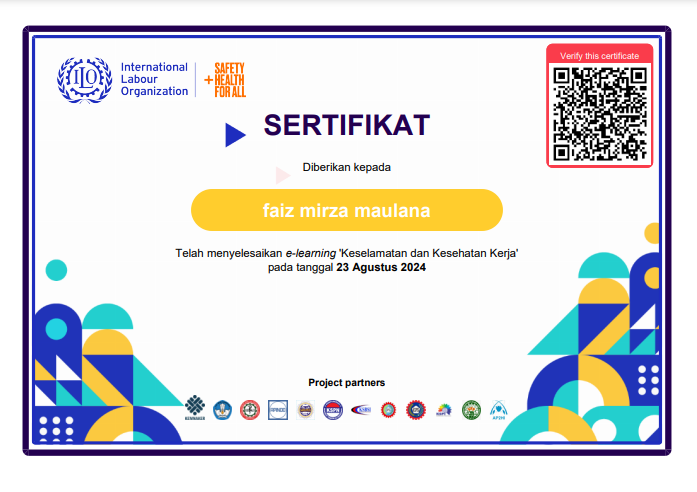 International
Labour
Organization
SAFETY
+HEALTH
FOR ALL
ILO
Verify this certificate
SERTIFIKAT
Diberikan kepada
faiz mirza maulana
Telah menyelesaikan e-learning 'Keselamatan dan Kesehatan Kerja'
pada tanggal 23 Agustus 2024
Project partners
KEMNAKER
APINDO
KSPN